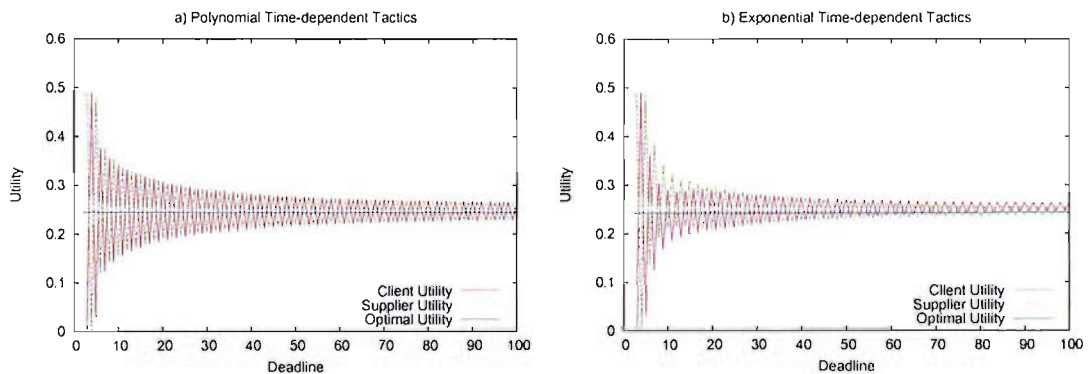 a) Polynomial Time-dependent Tactics
0.6
0.5
0.4
0.3
0.2
0.1
0
Utility
Client Utility
Supplier Utility
Optimal Utility
0 10 20 30 40 50 60 70 80 90 100
Deadline
b) Exponential Time-dependent Tactics
0.6
0.5
0.4
0.3
0.2
0.1
0
Utility
Client Utility
Supplier Utility
Optimal Utility
0 10 20 30 40 50 60 70 80 90 100
Deadline